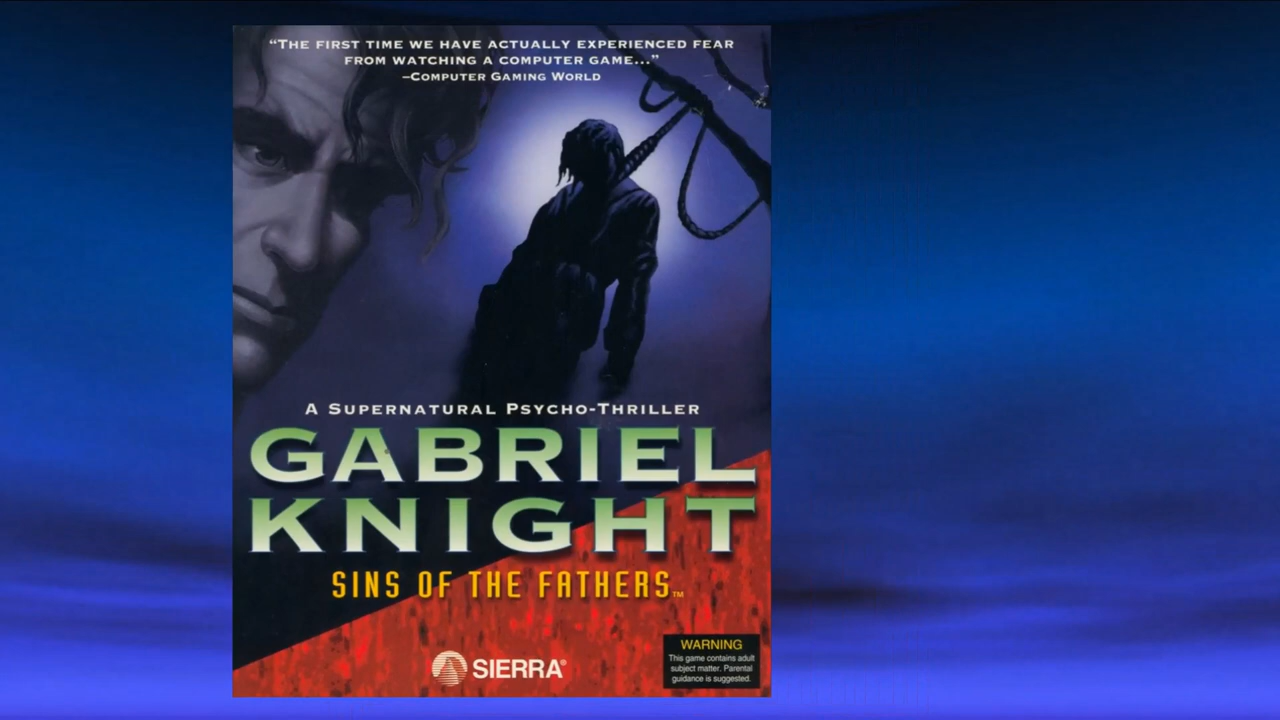 “THE FIRST TIME WE HAVE ACTUALLY EXPERIENCED FEAR
FROM WATCHING A COMPUTER GAME...”
–COMPUTER GAMING WORLD
A SUPERNATURAL PSYCHO-THRILLER
GABRIEL
KNIGHT
SINS OF THE FATHERS™
SIERRA®
WARNING
This game contains adult
subject matter. Parental
guidance is suggested.